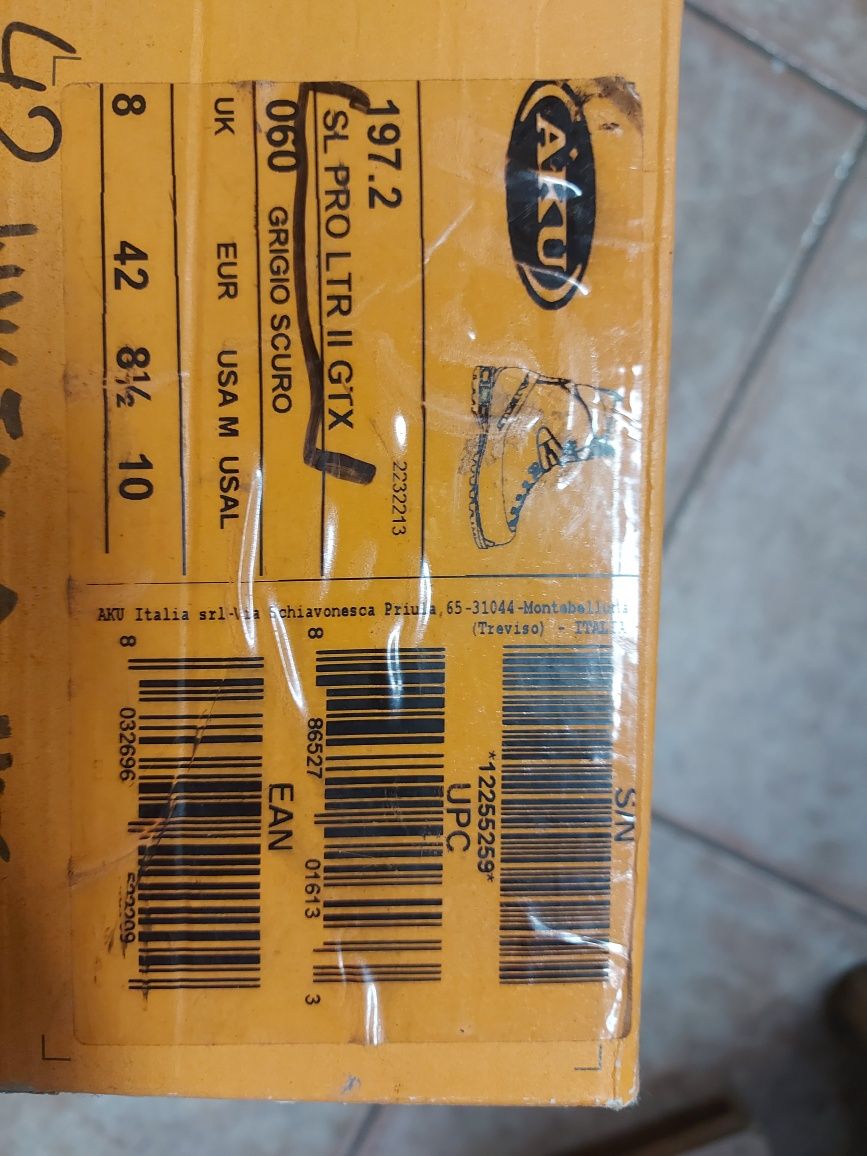 42
AKU
197.2 2232213
SL PRO LTR II GTX
060 GRIGIO SCURO
UK EUR USA M USAL
8 42 8½ 10
AKU Italia srl-Via Schiavonesca Priula,65-31044-Montebelluna
(Treviso) - ITALIA
S/N
*12255259*
UPC
8 86527 01613 3
EAN
8 032696